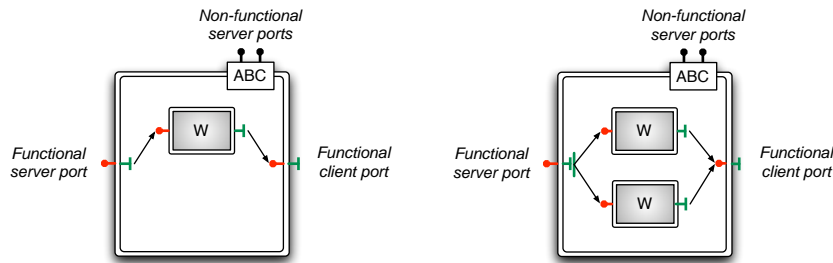 Non-functional
server ports
ABC
W
Functional
server port
Functional
client port
Non-functional
server ports
ABC
W
Functional
server port
Functional
client port
W